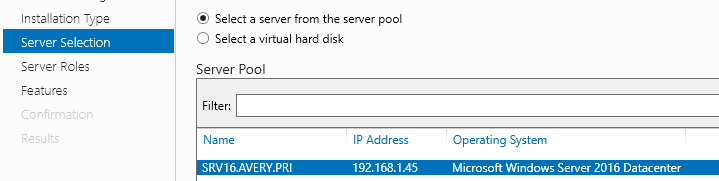 Installation Type
Server Selection
Server Roles
Features
Confirmation
Results
Select a server from the server pool
Select a virtual hard disk
Server Pool
Filter:
Name IP Address Operating System
SRV16.AVERY.PRI 192.168.1.45 Microsoft Windows Server 2016 Datacenter